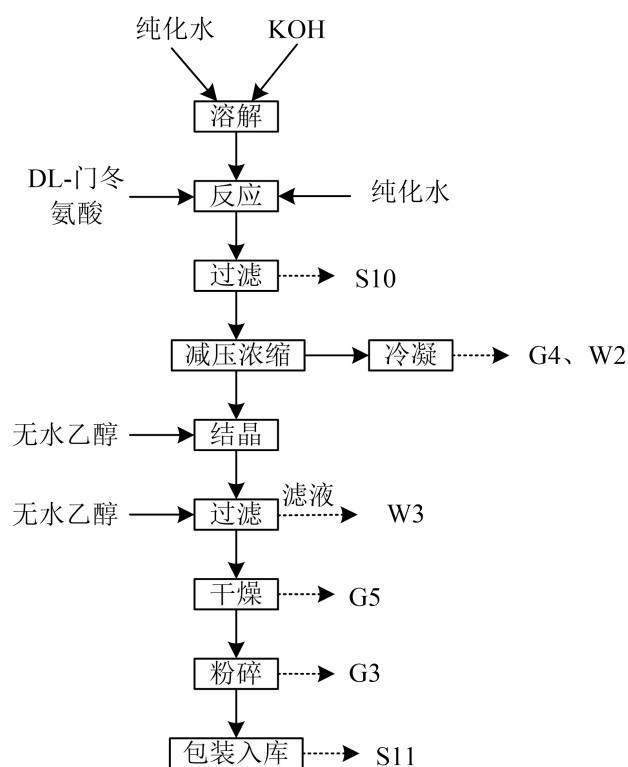 纯化水
KOH
溶解
DL-门冬
氨酸
反应
纯化水
过滤
S10
减压浓缩
冷凝
G4、W2
无水乙醇
结晶
无水乙醇
过滤
滤液
W3
干燥
G5
粉碎
G3
包装入库
S11